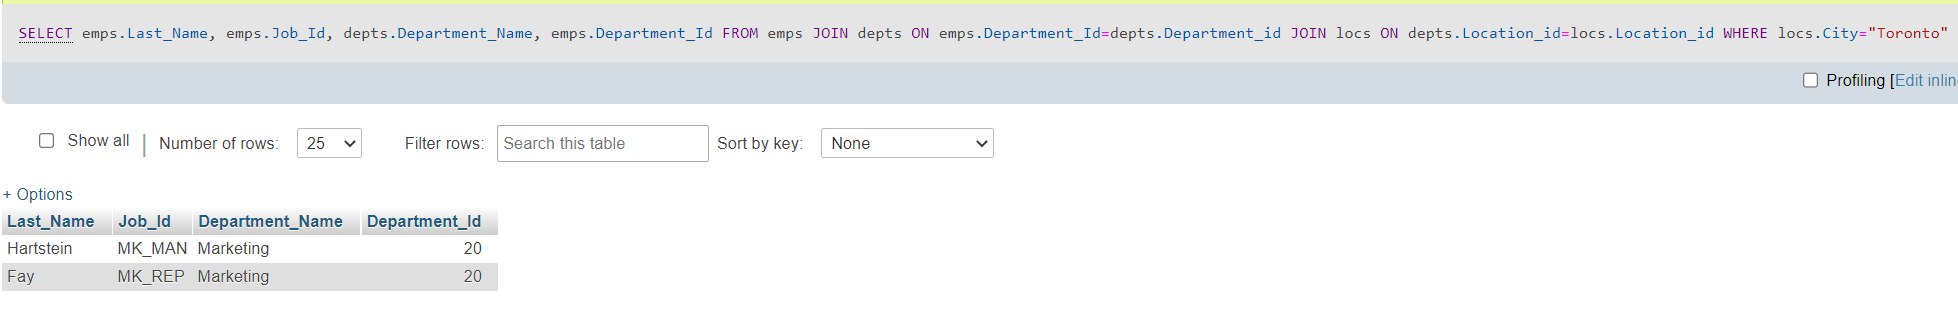 SELECT emps.Last_Name, emps.Job_Id, depts.Department_Name, emps.Department_Id FROM emps JOIN depts ON emps.Department_Id=depts.Department_id JOIN locs ON depts.Location_id=locs.Location_id WHERE locs.City="Toronto"
Profiling [Edit inlin
Show all | Number of rows: 25 Filter rows: Search this table Sort by key: None
+ Options
Last_Name Job_Id Department_Name Department_Id
Hartstein MK_MAN Marketing 20
Fay MK_REP Marketing 20